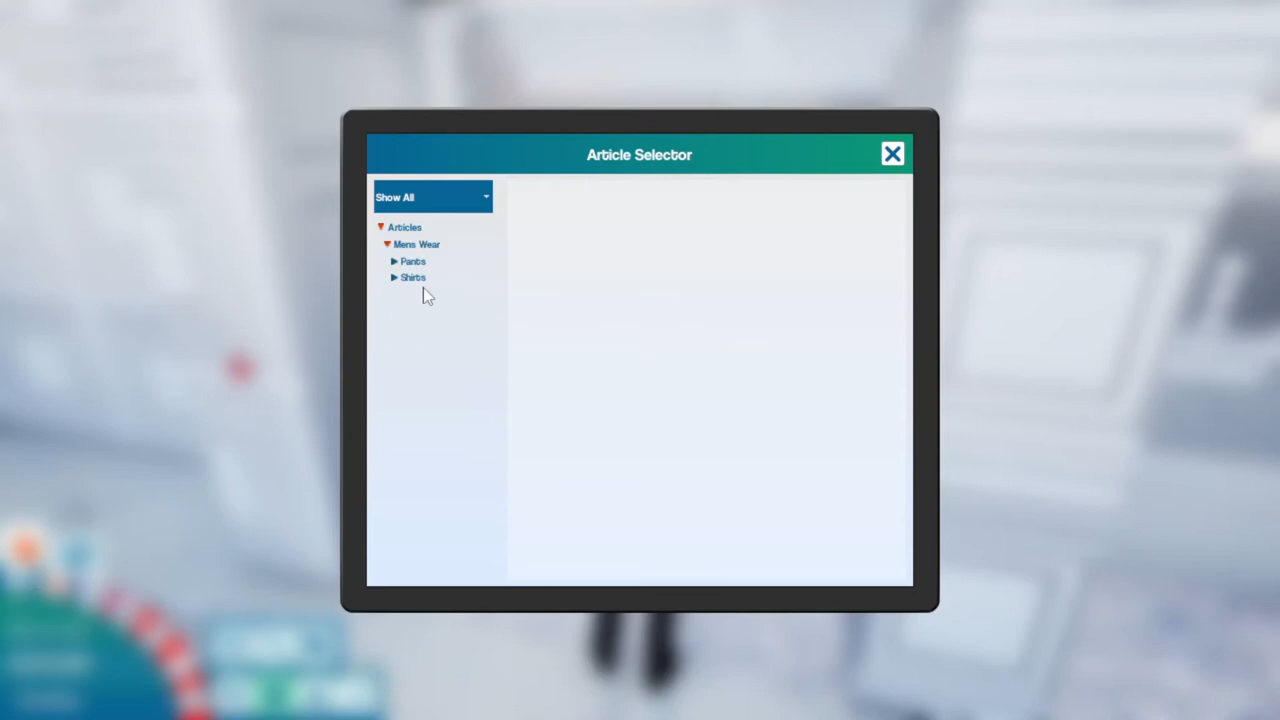 Article Selector
Show All
Articles
Mens Wear
Pants
Shirts